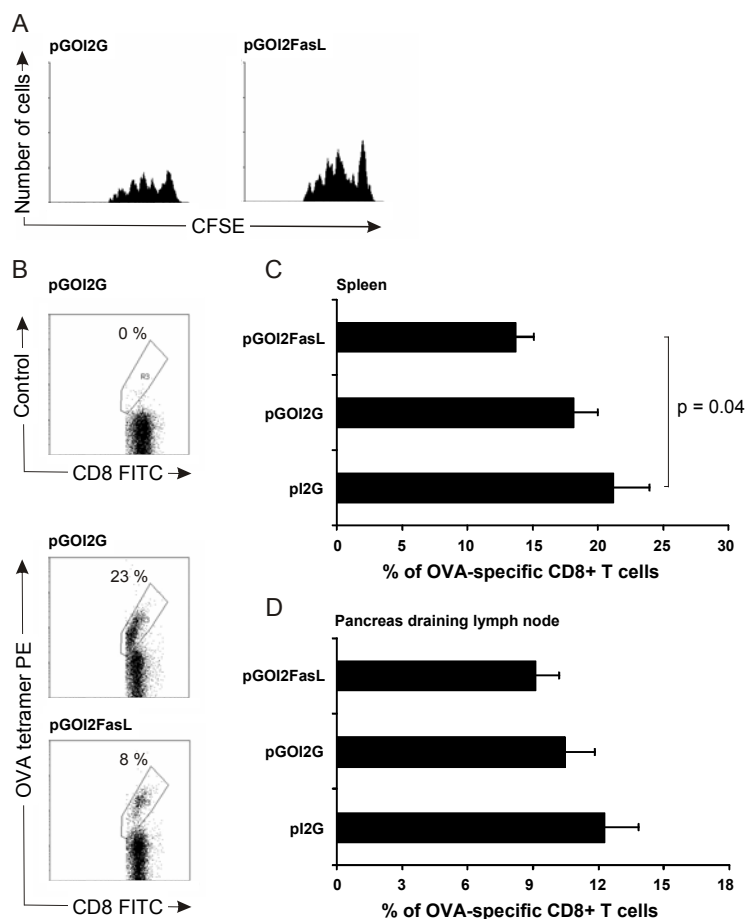 A
pGOI2G
pGOI2FasL
Number of cells
CFSE
B
pGOI2G
0 %
R3
Control
CD8 FITC
pGOI2G
23 %
OVA tetramer PE
pGOI2FasL
8 %
CD8 FITC
C
Spleen
pGOI2FasL
pGOI2G
pI2G
p = 0.04
0 5 10 15 20 25 30
% of OVA-specific CD8+ T cells
D
Pancreas draining lymph node
pGOI2FasL
pGOI2G
pI2G
0 3 6 9 12 15 18
% of OVA-specific CD8+ T cells